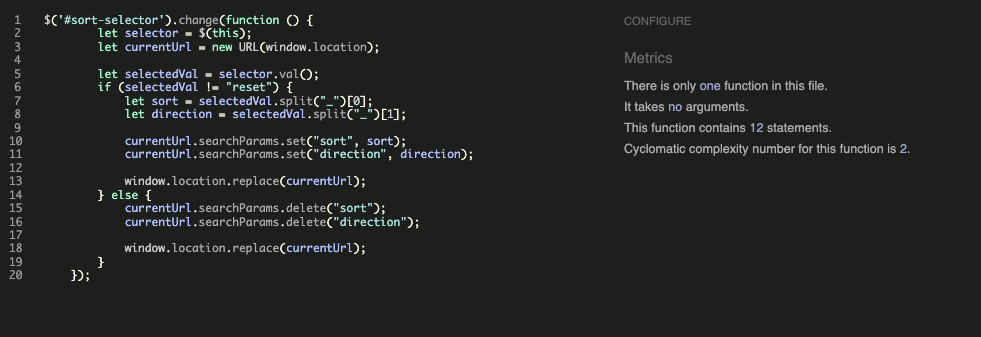 1 $('#sort-selector').change(function () {
2 let selector = $(this);
3 let currentUrl = new URL(window.location);
4
5 let selectedVal = selector.val();
6 if (selectedVal != "reset") {
7 let sort = selectedVal.split("_")[0];
8 let direction = selectedVal.split("_")[1];
9
10 currentUrl.searchParams.set("sort", sort);
11 currentUrl.searchParams.set("direction", direction);
12
13 window.location.replace(currentUrl);
14 } else {
15 currentUrl.searchParams.delete("sort");
16 currentUrl.searchParams.delete("direction");
17
18 window.location.replace(currentUrl);
19 }
20 });
CONFIGURE
Metrics
There is only one function in this file.
It takes no arguments.
This function contains 12 statements.
Cyclomatic complexity number for this function is 2.